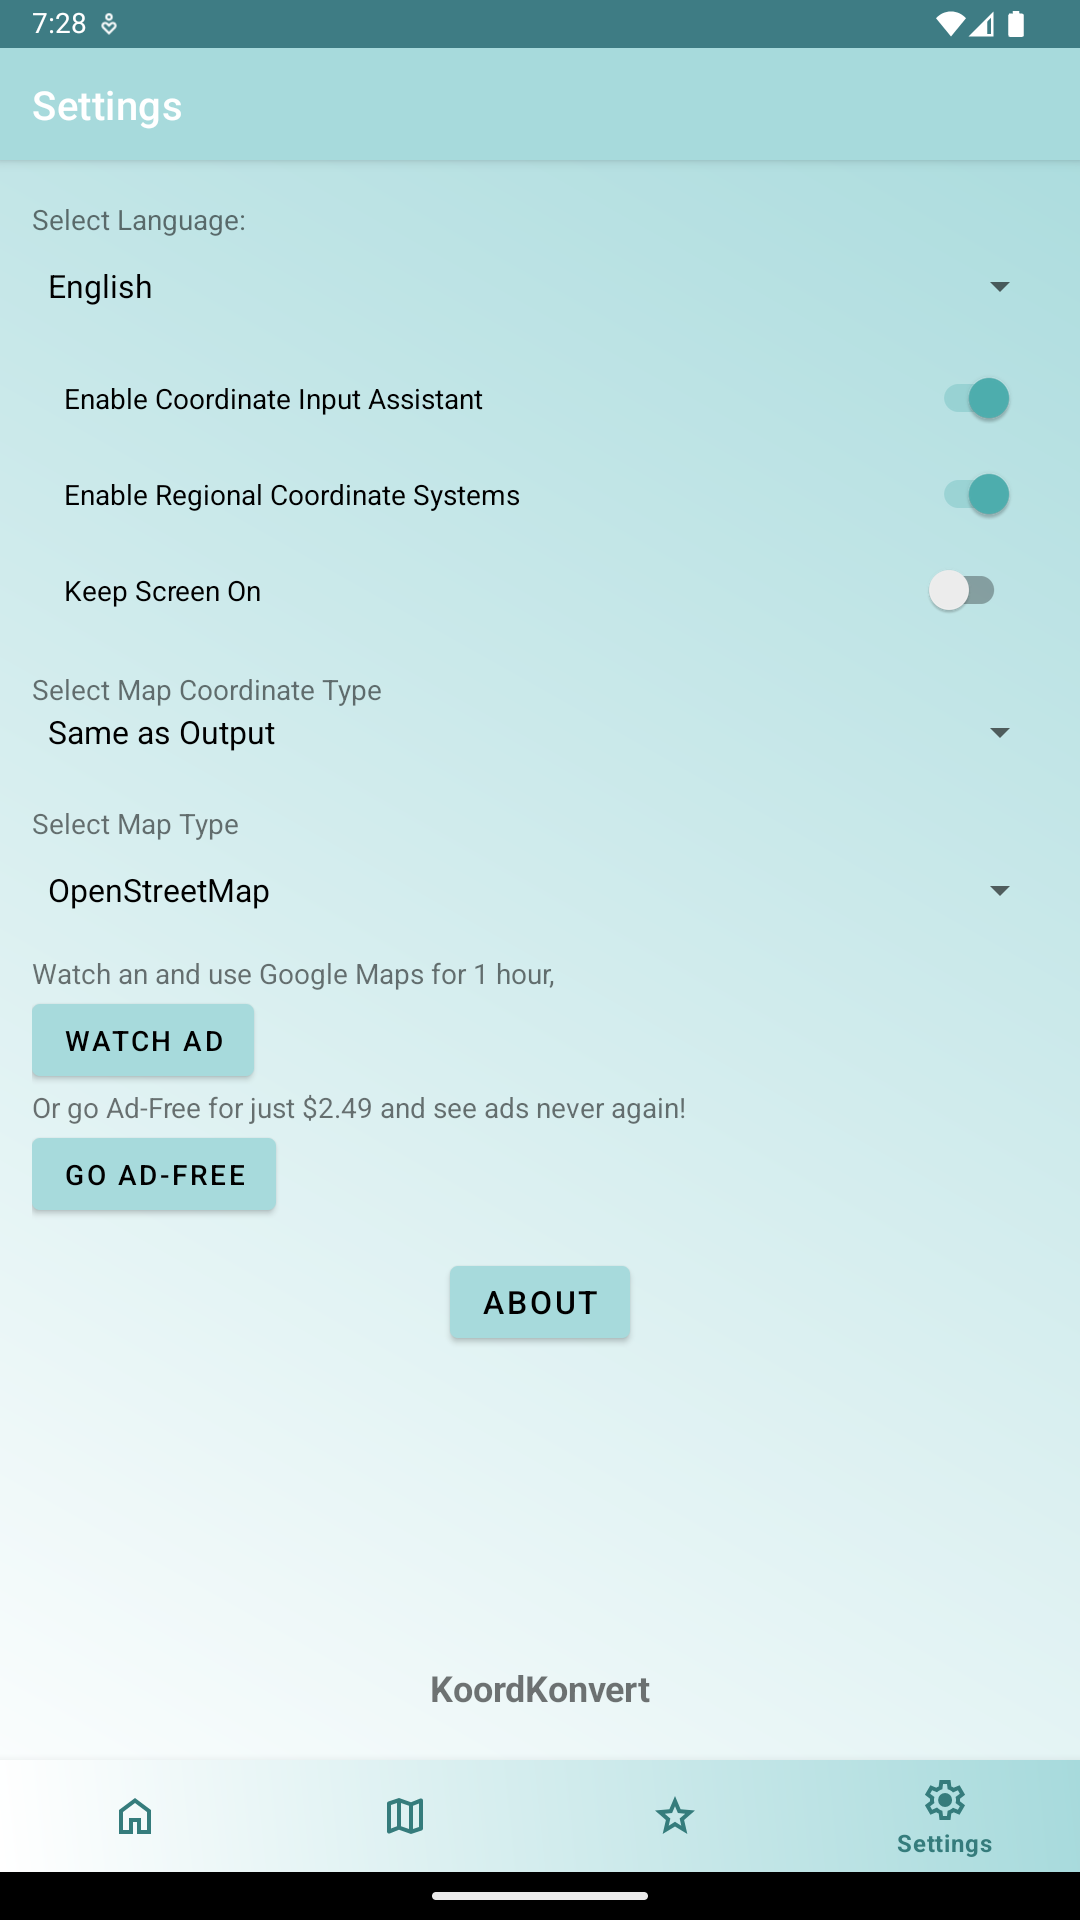 7:28
Settings
Select Language:
English
Enable Coordinate Input Assistant
Enable Regional Coordinate Systems
Keep Screen On
Select Map Coordinate Type
Same as Output
Select Map Type
OpenStreetMap
Watch an and use Google Maps for 1 hour,
WATCH AD
Or go Ad-Free for just $2.49 and see ads never again!
GO AD-FREE
ABOUT
KoordKonvert
Settings